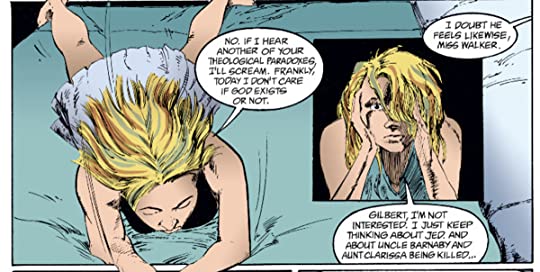 NO. IF I HEAR
ANOTHER OF YOUR
THEOLOGICAL PARADOXES,
I'LL SCREAM. FRANKLY,
TODAY I DON'T CARE
IF GOD EXISTS
OR NOT.
I DOUBT HE
FEELS LIKEWISE,
MISS WALKER.
GILBERT, I'M NOT
INTERESTED. I JUST KEEP
THINKING ABOUT JED. AND
ABOUT UNCLE BARNABY AND
AUNT CLARISSA BEING KILLED...